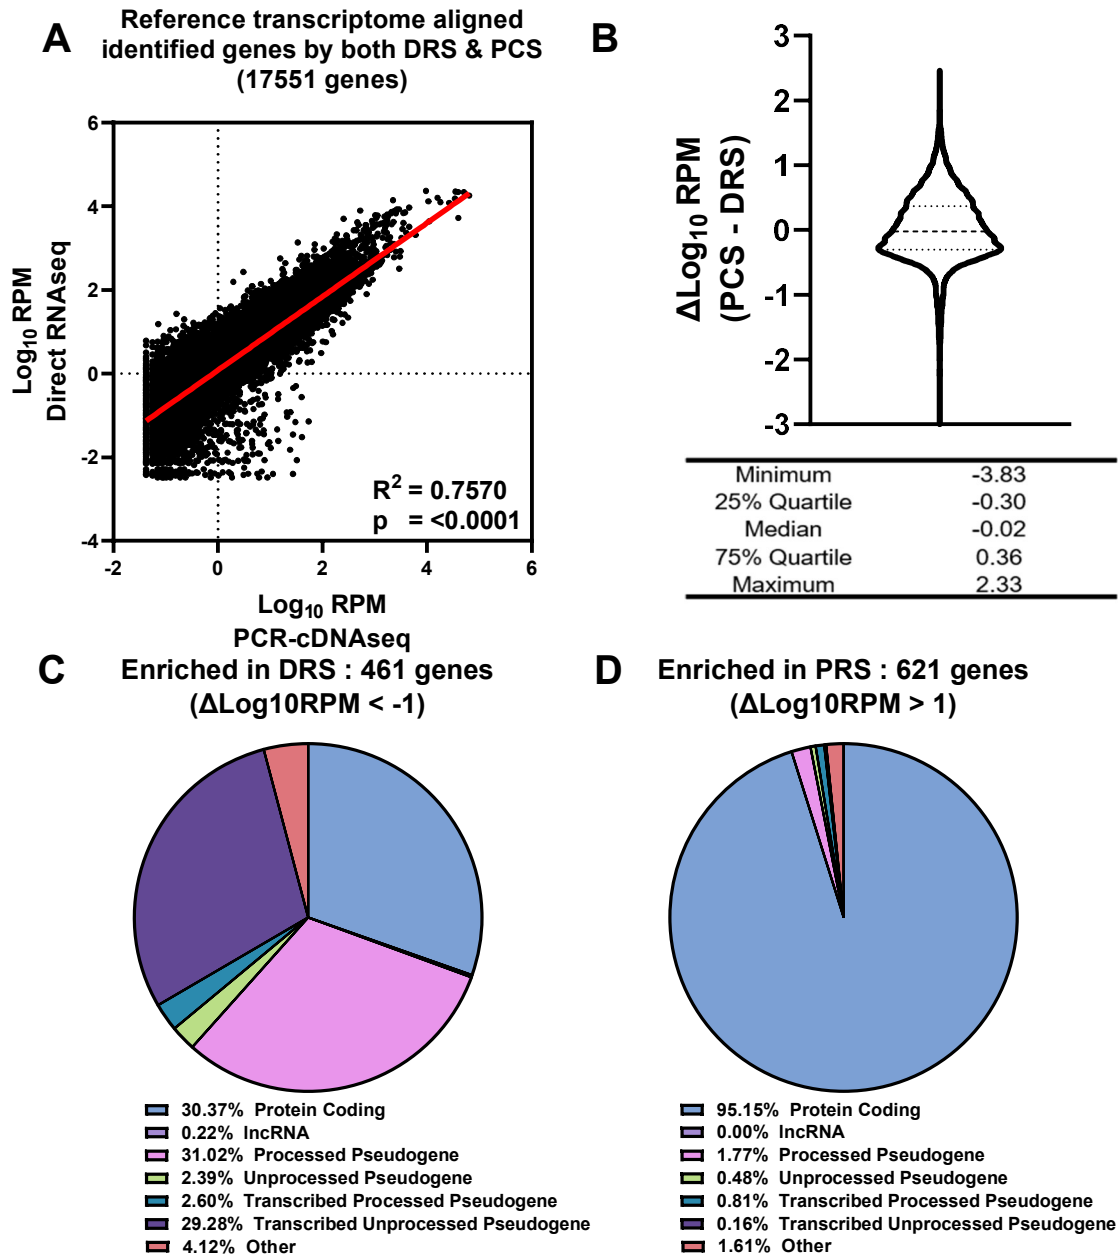 A
Reference transcriptome aligned
identified genes by both DRS & PCS
(17551 genes)
6
4
2
0
-2
-4
-2
0
2
4
6
Log10 RPM
Direct RNAseq
R2 = 0.7570
p = <0.0001
Log10 RPM
PCR-cDNAseq
B
3
2
1
0
-1
-2
-3
ΔLog10 RPM
(PCS - DRS)
Minimum -3.83
25% Quartile -0.30
Median -0.02
75% Quartile 0.36
Maximum 2.33
C
Enriched in DRS : 461 genes
(ΔLog10RPM < -1)
30.37% Protein Coding
0.22% lncRNA
31.02% Processed Pseudogene
2.39% Unprocessed Pseudogene
2.60% Transcribed Processed Pseudogene
29.28% Transcribed Unprocessed Pseudogene
4.12% Other
D
Enriched in PRS : 621 genes
(ΔLog10RPM > 1)
95.15% Protein Coding
0.00% lncRNA
1.77% Processed Pseudogene
0.48% Unprocessed Pseudogene
0.81% Transcribed Processed Pseudogene
0.16% Transcribed Unprocessed Pseudogene
1.61% Other